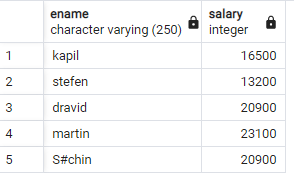 ename salary
character varying (250) integer
1 kapil 16500
2 stefen 13200
3 dravid 20900
4 martin 23100
5 S#chin 20900